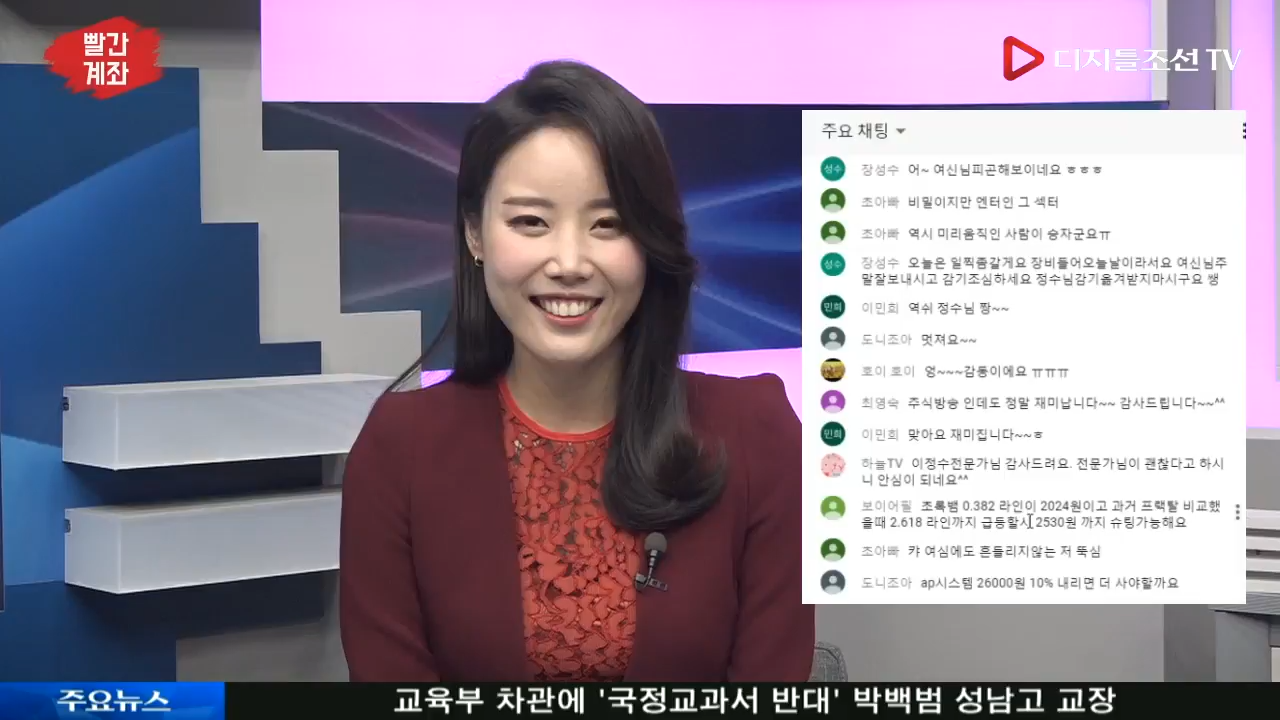 빨간
계좌
디지틀조선 TV
주요 채팅
성수 장성수 어~ 여신님피곤해보이네요 ㅎㅎㅎ
초아빠 비밀이지만 엔터인 그 섹터
초아빠 역시 미리움직인 사람이 승자군요ㅠ
성수 장성수 오늘은 일찍좀갈게요 장비들어오늘날이라서요 여신님주
말잘보내시고 감기조심하세요 정수님감기옮겨받지마시구요 쌩
민희 이민희 역쉬 정수님 짱~~
도니조아 멋져요~~
호이 호이 엉~~~감동이에요 ㅠㅠㅠ
최영숙 주식방송 인데도 정말 재미납니다~~ 감사드립니다~~^^
민희 이민희 맞아요 재미집니다~~ㅎ
하늘TV 이정수전문가님 감사드려요. 전문가님이 괜찮다고 하시
니 안심이 되네요^^
보이어필 초록뱀 0.382 라인이 2024원이고 과거 프랙탈 비교했
을때 2.618 라인까지 급등할시 2530원 까지 슈팅가능해요
초아빠 캬 여심에도 흔들리지않는 저 뚝심
도니조아 ap시스템 26000원 10% 내리면 더 사야할까요
주요뉴스 교육부 차관에 '국정교과서 반대' 박백범 성남고 교장